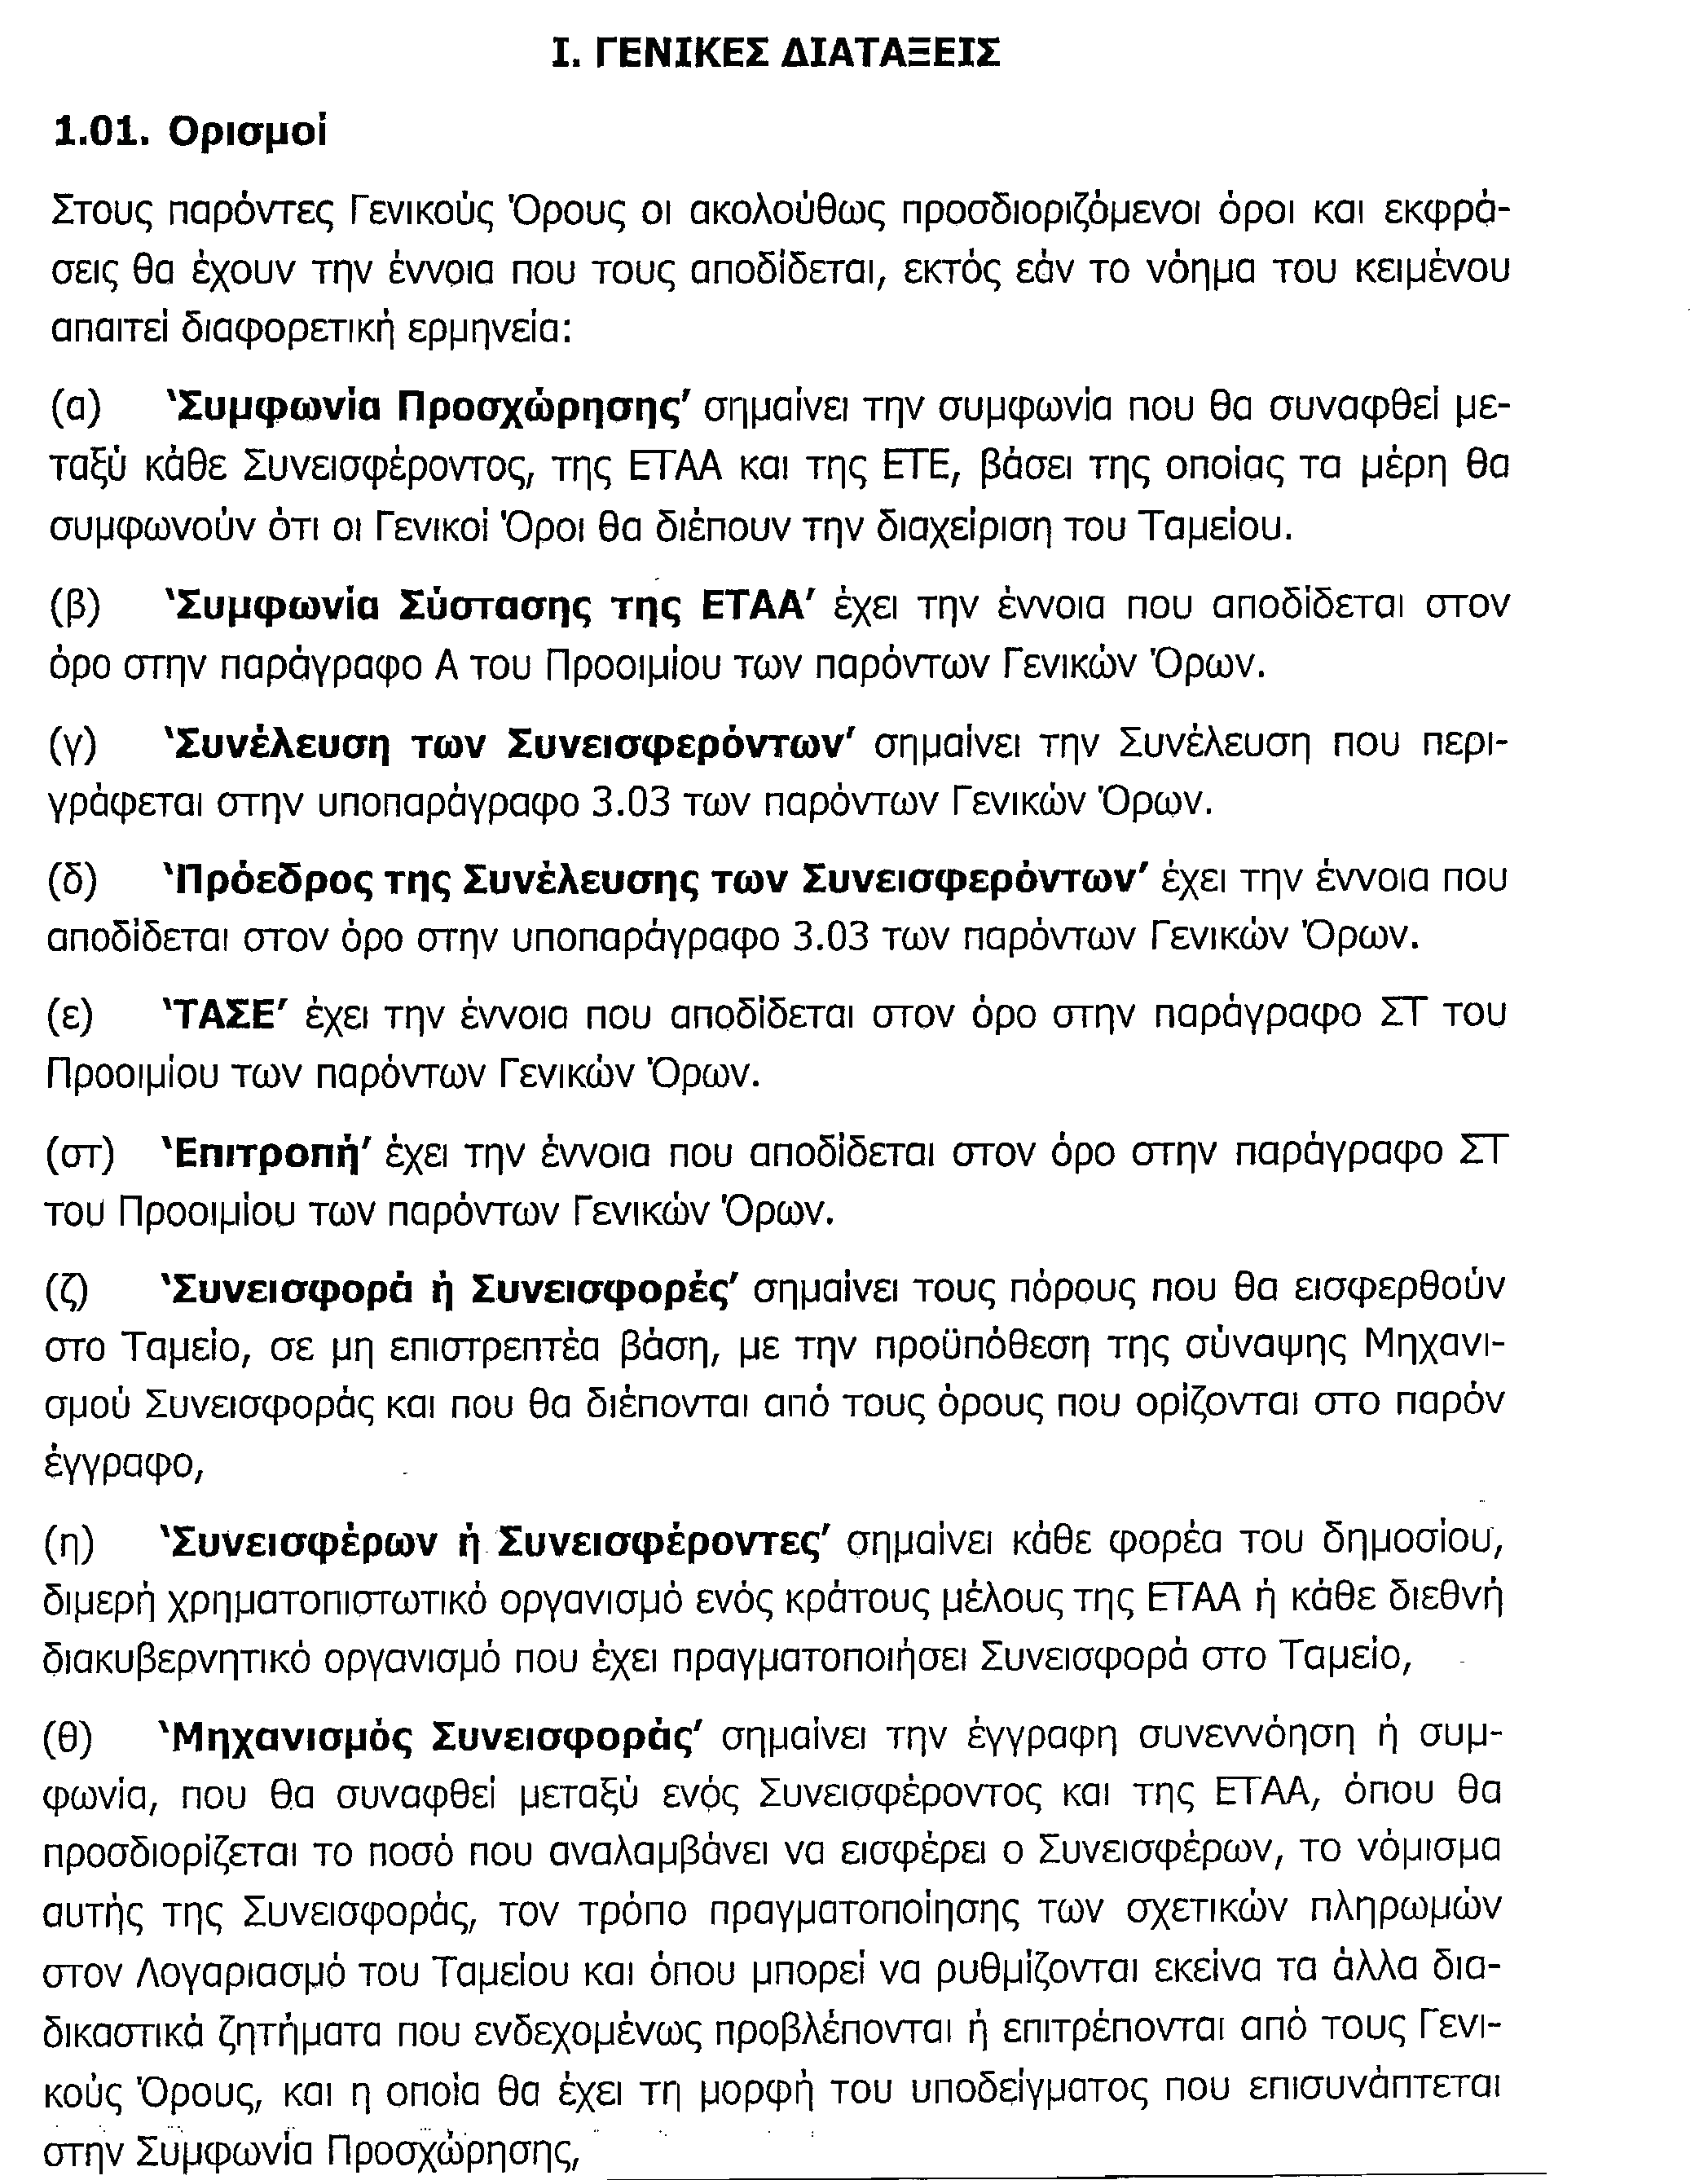 Ι. ΓΕΝΙΚΕΣ ΔΙΑΤΑΞΕΙΣ
1.01. Ορισμοί
Στους παρόντες Γενικούς Όρους οι ακολούθως προσδιοριζόμενοι όροι και εκφρά-
σεις θα έχουν την έννοια που τους αποδίδεται, εκτός εάν το νόημα του κειμένου
απαιτεί διαφορετική ερμηνεία:
(α) ‘Συμφωνία Προσχώρησης’ σημαίνει την συμφωνία που θα συναφθεί με-
ταξύ κάθε Συνεισφέροντος, της ΕΤΑΑ και της ΕΤΕ, βάσει της οποίας τα μέρη θα
συμφωνούν ότι οι Γενικοί Όροι θα διέπουν την διαχείριση του Ταμείου.
(β) ‘Συμφωνία Σύστασης της ΕΤΑΑ’ έχει την έννοια που αποδίδεται στον
όρο στην παράγραφο Α του Προοιμίου των παρόντων Γενικών Όρων.
(γ) ‘Συνέλευση των Συνεισφερόντων’ σημαίνει την Συνέλευση που περι-
γράφεται στην υποπαράγραφο 3.03 των παρόντων Γενικών Όρων.
(δ) ‘Πρόεδρος της Συνέλευσης των Συνεισφερόντων’ έχει την έννοια που
αποδίδεται στον όρο στην υποπαράγραφο 3.03 των παρόντων Γενικών Όρων.
(ε) ‘ΤΑΣΕ’ έχει την έννοια που αποδίδεται στον όρο στην παράγραφο ΣΤ του
Προοιμίου των παρόντων Γενικών Όρων.
(στ) ‘Επιτροπή’ έχει την έννοια που αποδίδεται στον όρο στην παράγραφο ΣΤ
του Προοιμίου των παρόντων Γενικών Όρων.
(ζ) ‘Συνεισφορά ή Συνεισφορές’ σημαίνει τους πόρους που θα εισφερθούν
στο Ταμείο, σε μη επιστρεπτέα βάση, με την προϋπόθεση της σύναψης Μηχανι-
σμού Συνεισφοράς και που θα διέπονται από τους όρους που ορίζονται στο παρόν
έγγραφο,
(η) ‘Συνεισφέρων ή Συνεισφέροντες’ σημαίνει κάθε φορέα του δημοσίου,
διμερή χρηματοπιστωτικό οργανισμό ενός κράτους μέλους της ΕΤΑΑ ή κάθε διεθνή
διακυβερνητικό οργανισμό που έχει πραγματοποιήσει Συνεισφορά στο Ταμείο,
(θ) ‘Μηχανισμός Συνεισφοράς’ σημαίνει την έγγραφη συνεννόηση ή συμ-
φωνία, που θα συναφθεί μεταξύ ενός Συνεισφέροντος και της ΕΤΑΑ, όπου θα
προσδιορίζεται το ποσό που αναλαμβάνει να εισφέρει ο Συνεισφέρων, το νόμισμα
αυτής της Συνεισφοράς, τον τρόπο πραγματοποίησης των σχετικών πληρωμών
στον Λογαριασμό του Ταμείου και όπου μπορεί να ρυθμίζονται εκείνα τα άλλα δια-
δικαστικά ζητήματα που ενδεχομένως προβλέπονται ή επιτρέπονται από τους Γενι-
κούς Όρους, και η οποία θα έχει τη μορφή του υποδείγματος που επισυνάπτεται
στην Συμφωνία Προσχώρησης,